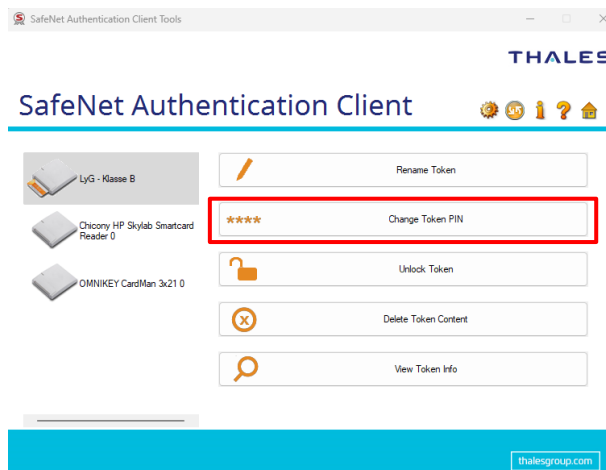 SafeNet Authentication Client Tools
THALES
SafeNet Authentication Client
LyG - Klasse B
Chicony HP Skylab Smartcard
Reader 0
OMNIKEY CardMan 3x21 0
Rename Token
**** Change Token PIN
Unlock Token
Delete Token Content
View Token Info
thalesgroup.com